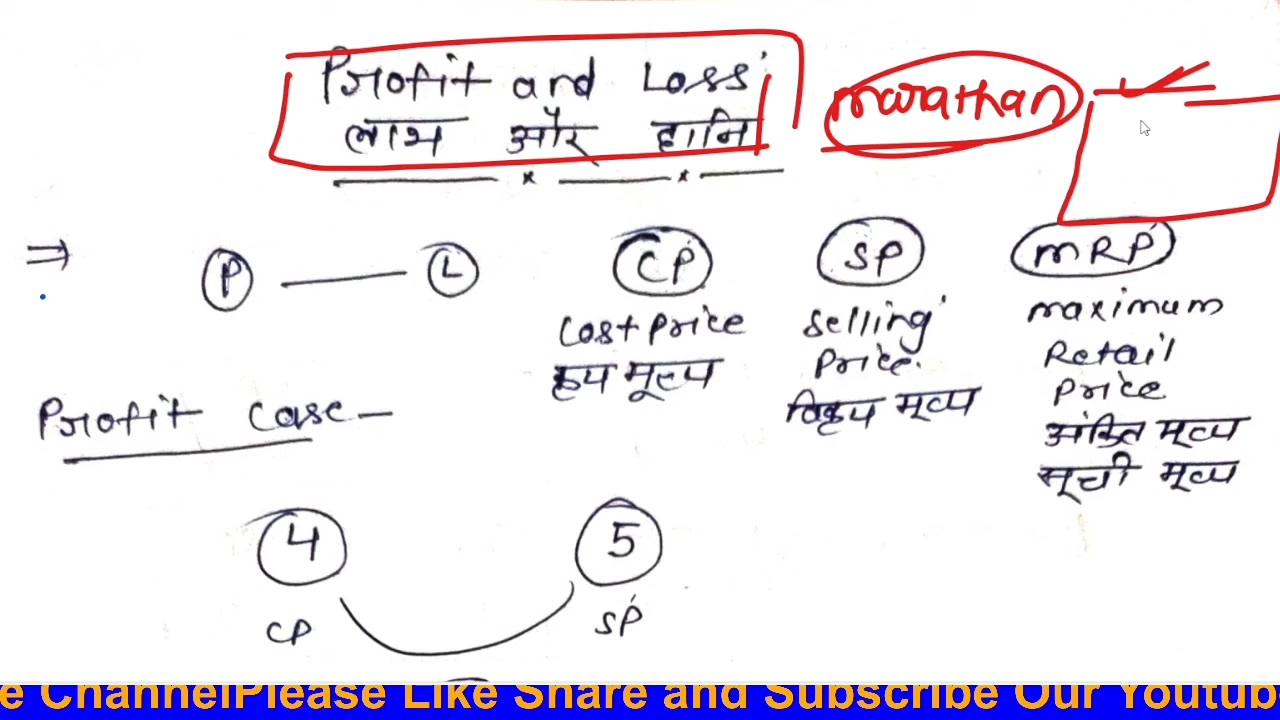 Profit and Loss
लाभ और हानि
marathan
⇒ P — L CP SP MRP
Cost Price
क्रय मूल्य
Selling
Price.
विक्रय मूल्य
maximum
Retail
Price
अंकित मूल्य
सूची मूल्य
Profit Case —
4 5
CP SP
e ChannelPlease Like Share and Subscribe Our Youtub